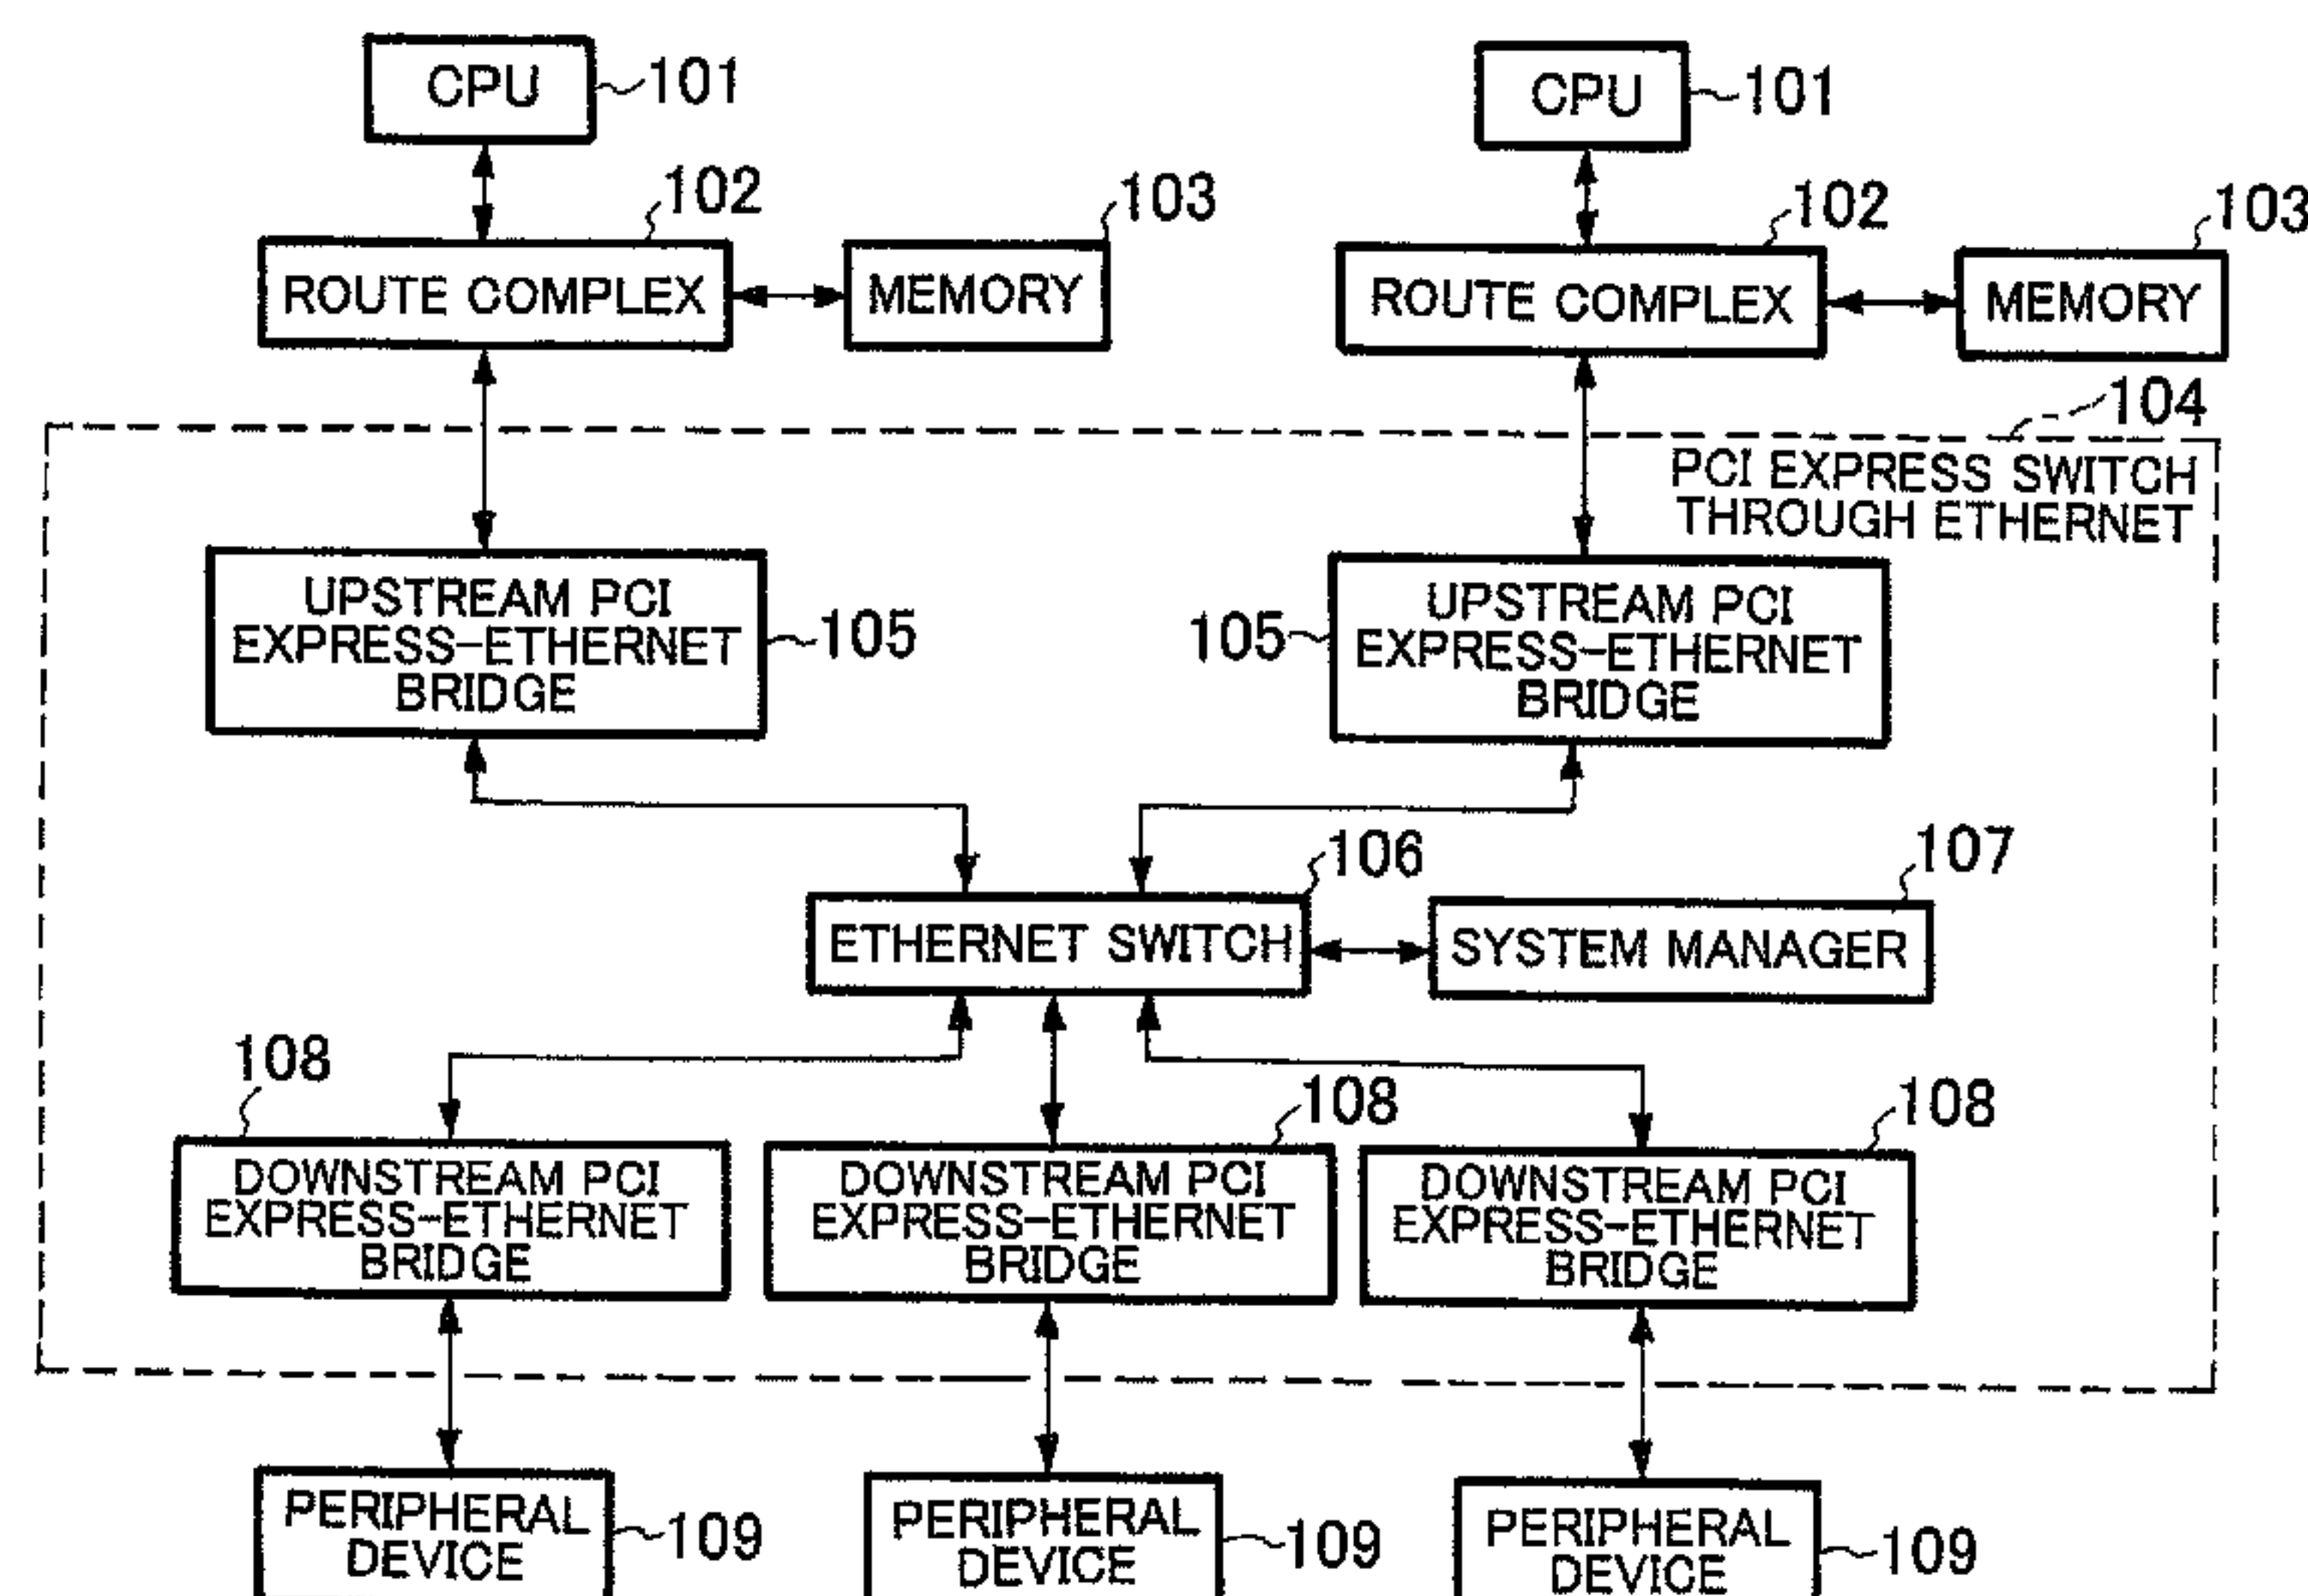 CPU 101
CPU 101
102
103
102
103
ROUTE COMPLEX
MEMORY
ROUTE COMPLEX
MEMORY
104
PCI EXPRESS SWITCH
THROUGH ETHERNET
UPSTREAM PCI
EXPRESS-ETHERNET
BRIDGE
105
105
UPSTREAM PCI
EXPRESS-ETHERNET
BRIDGE
106
107
ETHERNET SWITCH
SYSTEM MANAGER
108
108
108
DOWNSTREAM PCI
EXPRESS-ETHERNET
BRIDGE
DOWNSTREAM PCI
EXPRESS-ETHERNET
BRIDGE
DOWNSTREAM PCI
EXPRESS-ETHERNET
BRIDGE
PERIPHERAL
DEVICE
109
PERIPHERAL
DEVICE
109
PERIPHERAL
DEVICE
109